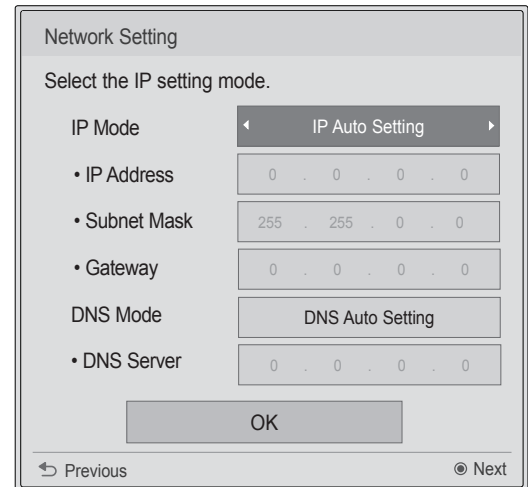 Network Setting
Select the IP setting mode.
IP Mode IP Auto Setting
• IP Address 0 . 0 . 0 . 0
• Subnet Mask 255 . 255 . 0 . 0
• Gateway 0 . 0 . 0 . 0
DNS Mode DNS Auto Setting
• DNS Server 0 . 0 . 0 . 0
OK
Previous Next